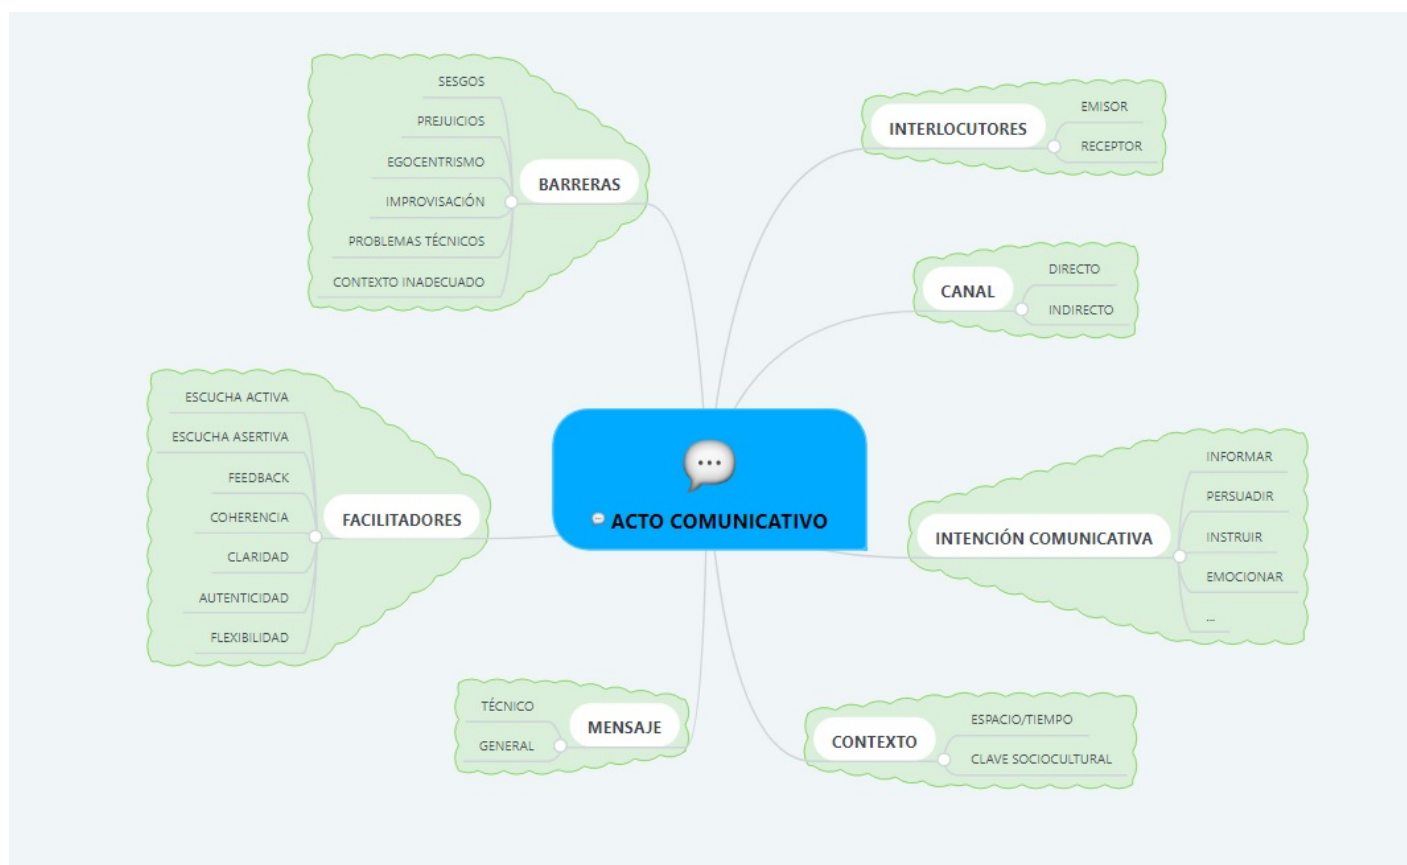 SESGOS
PREJUICIOS
EGOCENTRISMO
IMPROVISACIÓN
PROBLEMAS TÉCNICOS
CONTEXTO INADECUADO
BARRERAS
INTERLOCUTORES
EMISOR
RECEPTOR
CANAL
DIRECTO
INDIRECTO
ESCUCHA ACTIVA
ESCUCHA ASERTIVA
FEEDBACK
COHERENCIA
CLARIDAD
AUTENTICIDAD
FLEXIBILIDAD
FACILITADORES
ACTO COMUNICATIVO
INTENCIÓN COMUNICATIVA
INFORMAR
PERSUADIR
INSTRUIR
EMOCIONAR
...
TÉCNICO
GENERAL
MENSAJE
CONTEXTO
ESPACIO/TIEMPO
CLAVE SOCIOCULTURAL